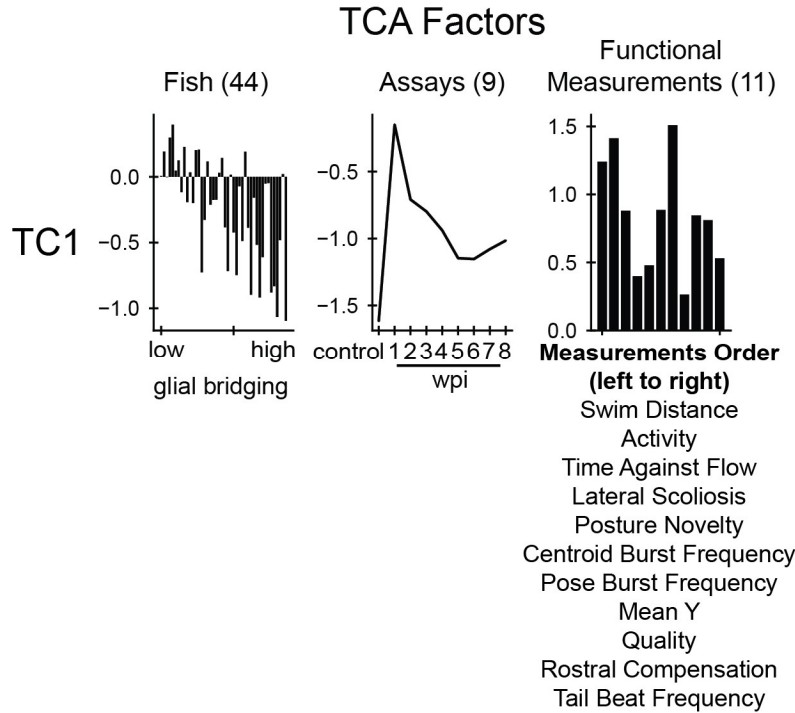 TCA Factors
Fish (44)
Assays (9)
Functional
Measurements (11)
TC1
0.0
−0.5
−1.0
low
high
glial bridging
−0.5
−1.0
−1.5
control 1 2 3 4 5 6 7 8
wpi
1.5
1.0
0.5
0.0
Measurements Order
(left to right)
Swim Distance
Activity
Time Against Flow
Lateral Scoliosis
Posture Novelty
Centroid Burst Frequency
Pose Burst Frequency
Mean Y
Quality
Rostral Compensation
Tail Beat Frequency